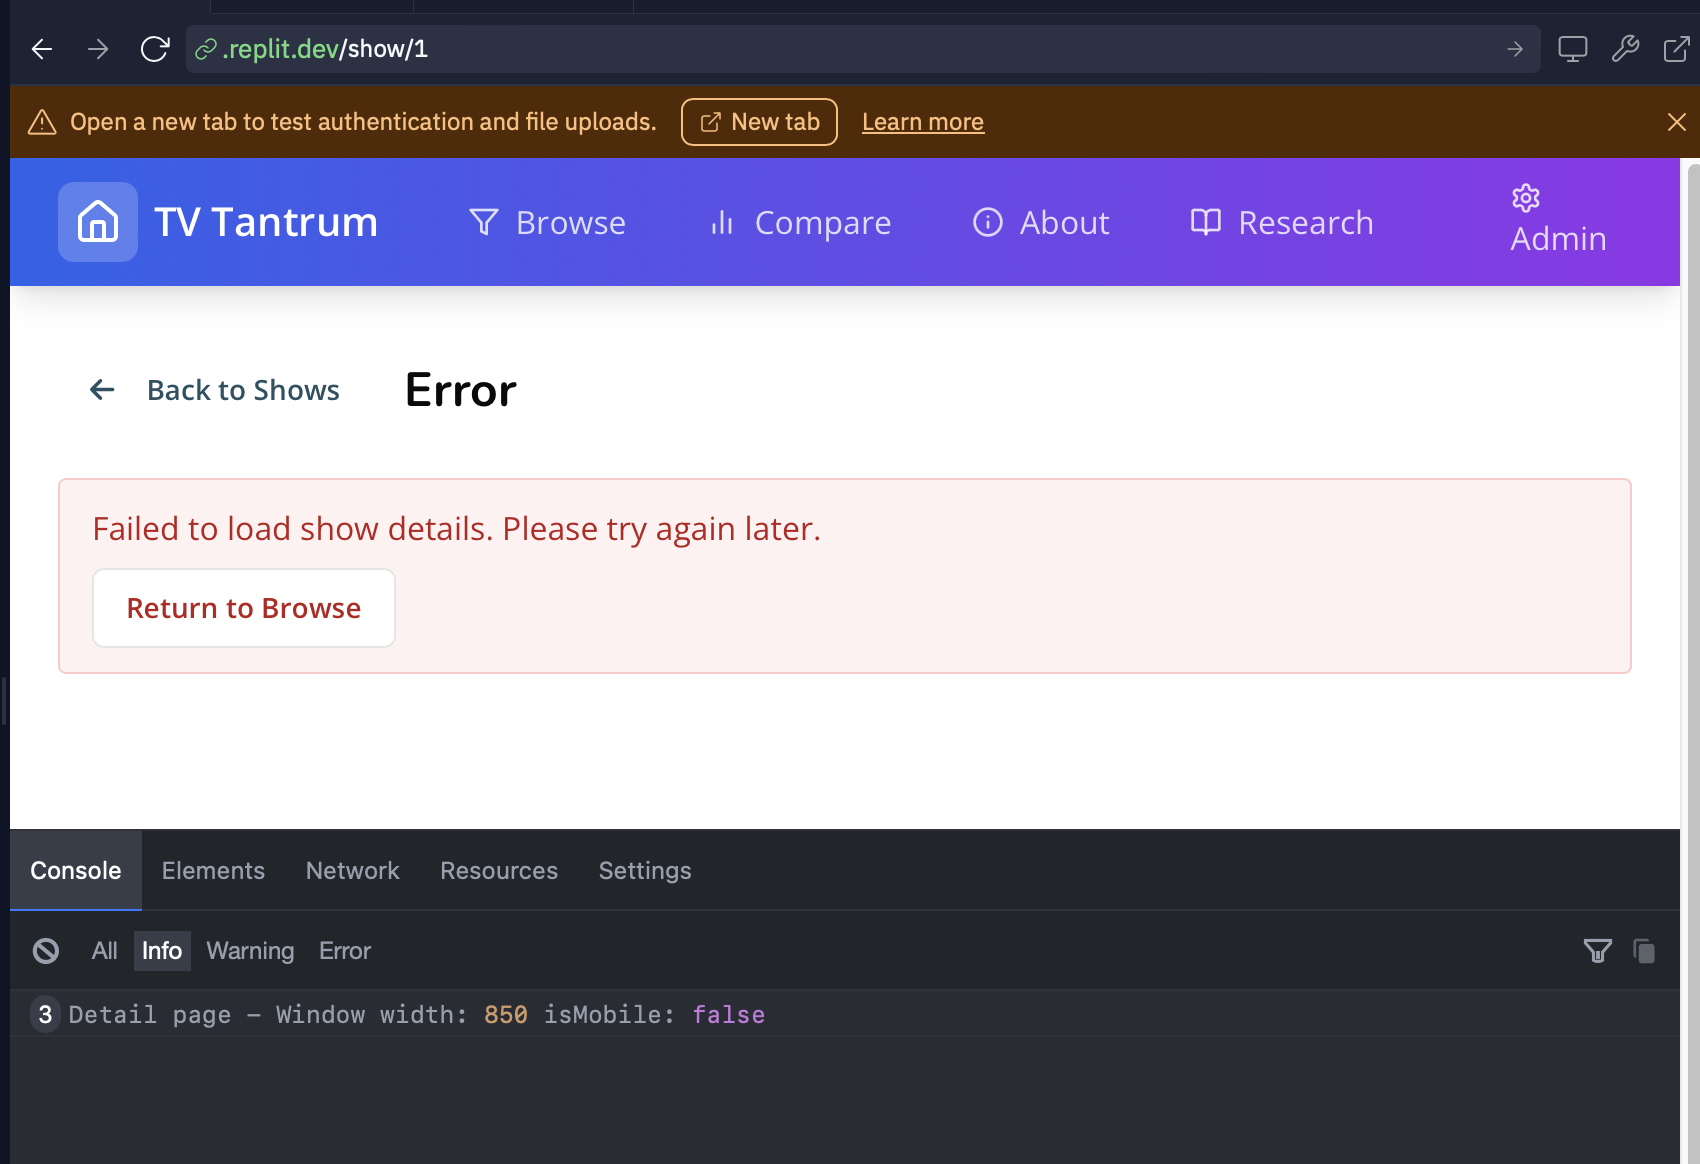 .replit.dev/show/1
Open a new tab to test authentication and file uploads. New tab Learn more
TV Tantrum Browse Compare About Research Admin
Back to Shows Error
Failed to load show details. Please try again later.
Return to Browse
Console Elements Network Resources Settings
All Info Warning Error
3 Detail page – Window width: 850 isMobile: false